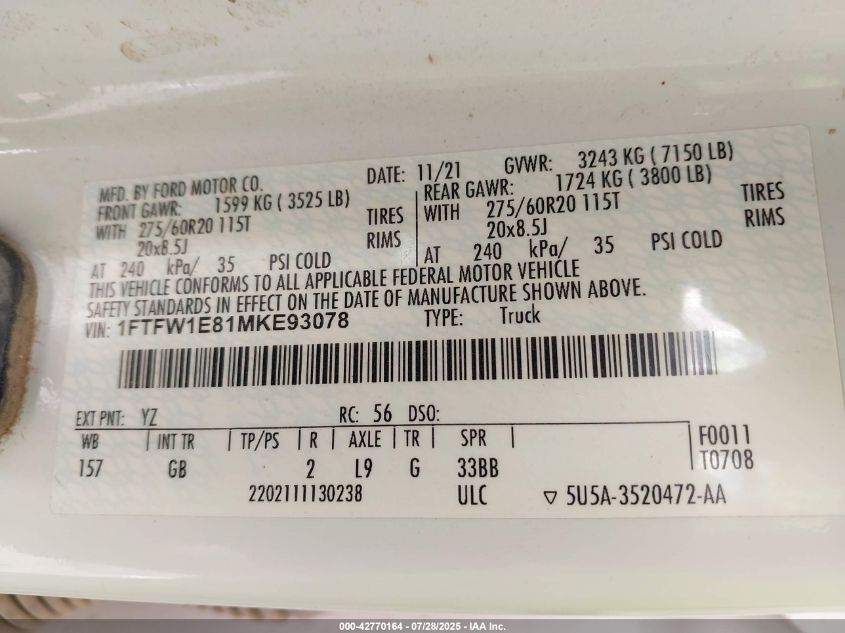 MFD. BY FORD MOTOR CO.
DATE: 11/21 GVWR: 3243 KG ( 7150 LB)
FRONT GAWR: 1599 KG ( 3525 LB)
REAR GAWR: 1724 KG ( 3800 LB)
WITH 275/60R20 115T TIRES
WITH 275/60R20 115T TIRES
20x8.5J RIMS
20x8.5J RIMS
AT 240 kPa/ 35 PSI COLD
AT 240 kPa/ 35 PSI COLD
THIS VEHICLE CONFORMS TO ALL APPLICABLE FEDERAL MOTOR VEHICLE
SAFETY STANDARDS IN EFFECT ON THE DATE OF MANUFACTURE SHOWN ABOVE.
VIN: 1FTFW1E81MKE93078 TYPE: Truck
EXT PNT: YZ RC: 56 DSO:
WB | INT TR | TP/PS | R | AXLE | TR | SPR | F0011
157 GB 2 L9 G 33BB T0708
2202111130238 ULC ▽ 5U5A-3520472-AA
000-42770164 - 07/28/2025 - IAA Inc.